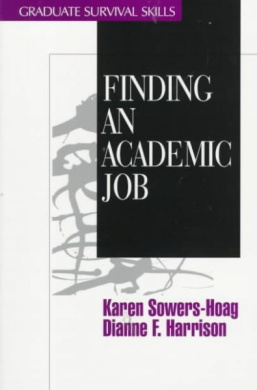 GRADUATE SURVIVAL SKILLS
FINDING
AN
ACADEMIC
JOB
Karen Sowers-Hoag
Dianne F. Harrison